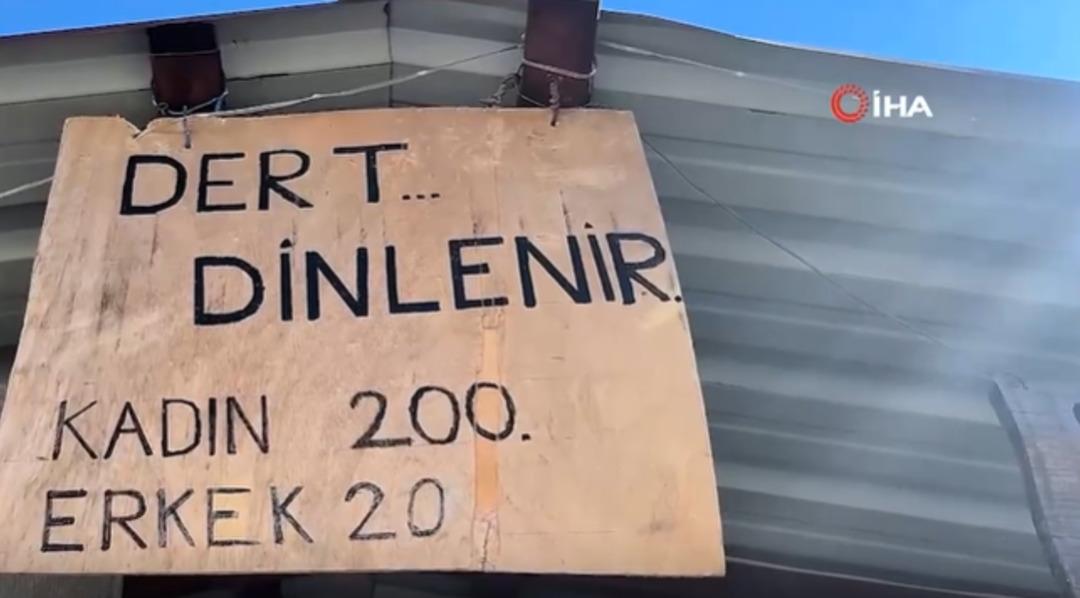 İHA
DERT...
DİNLENİR.
KADIN 200.
ERKEK 20